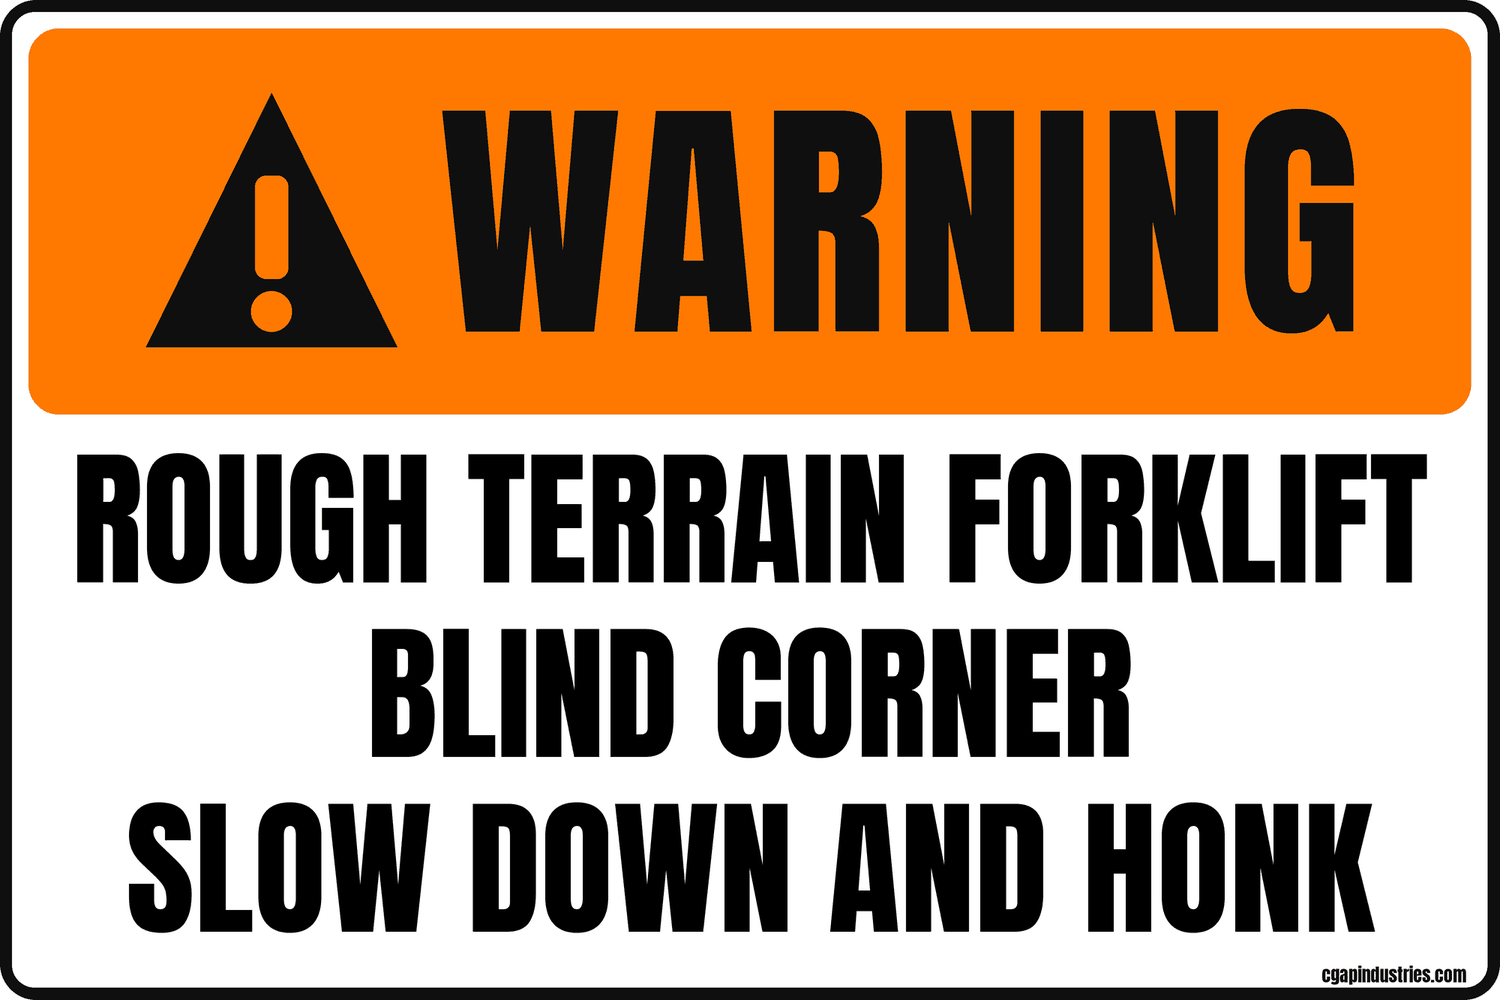 WARNING
ROUGH TERRAIN FORKLIFT
BLIND CORNER
SLOW DOWN AND HONK
cgapindustries.com